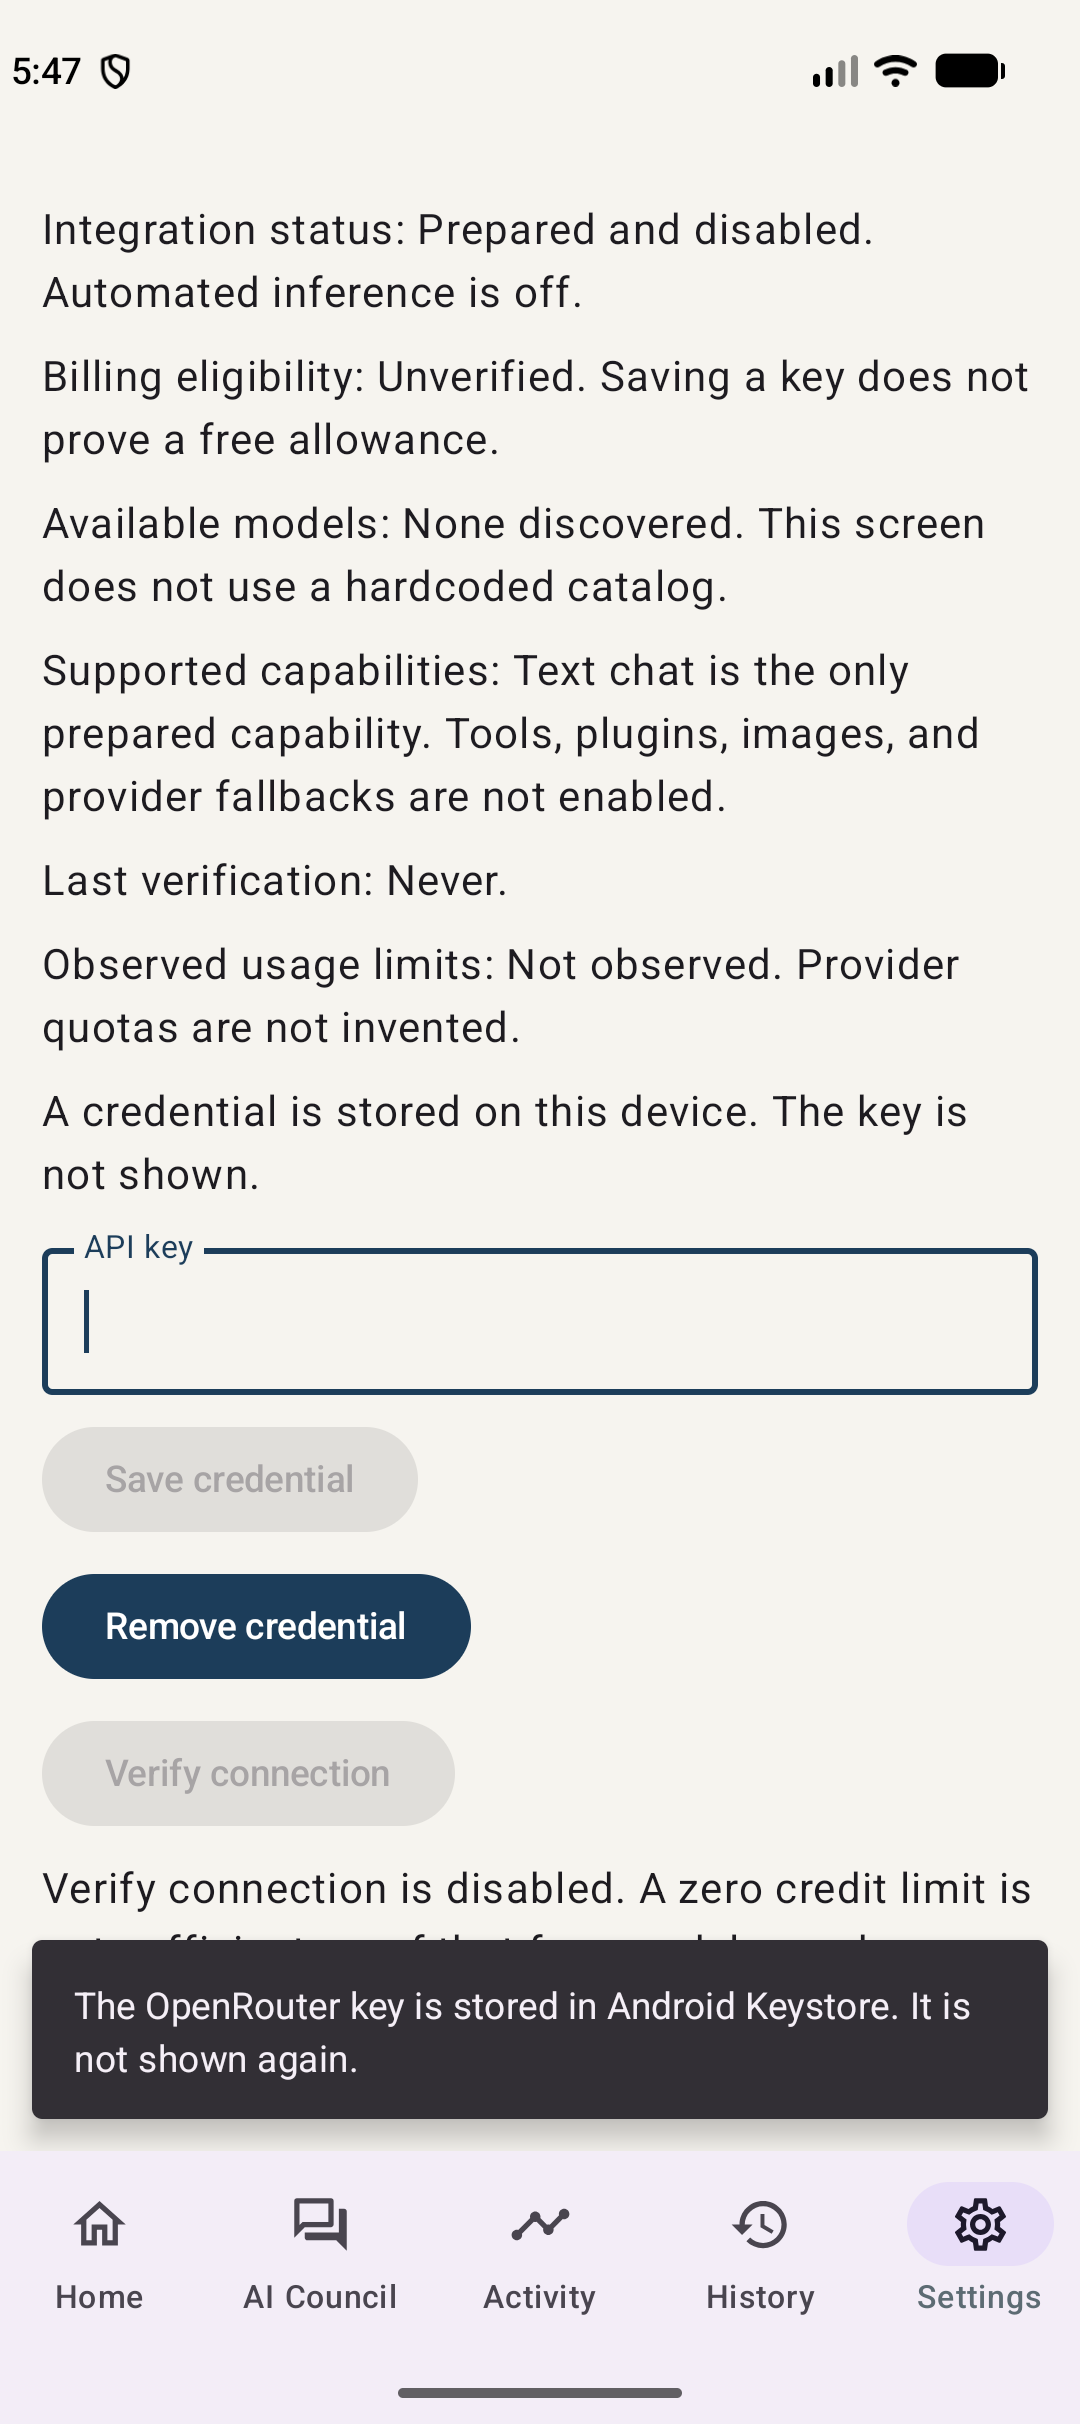 5:47
Integration status: Prepared and disabled.
Automated inference is off.
Billing eligibility: Unverified. Saving a key does not
prove a free allowance.
Available models: None discovered. This screen
does not use a hardcoded catalog.
Supported capabilities: Text chat is the only
prepared capability. Tools, plugins, images, and
provider fallbacks are not enabled.
Last verification: Never.
Observed usage limits: Not observed. Provider
quotas are not invented.
A credential is stored on this device. The key is
not shown.
API key
Save credential
Remove credential
Verify connection
Verify connection is disabled. A zero credit limit is
The OpenRouter key is stored in Android Keystore. It is
not shown again.
Home
AI Council
Activity
History
Settings